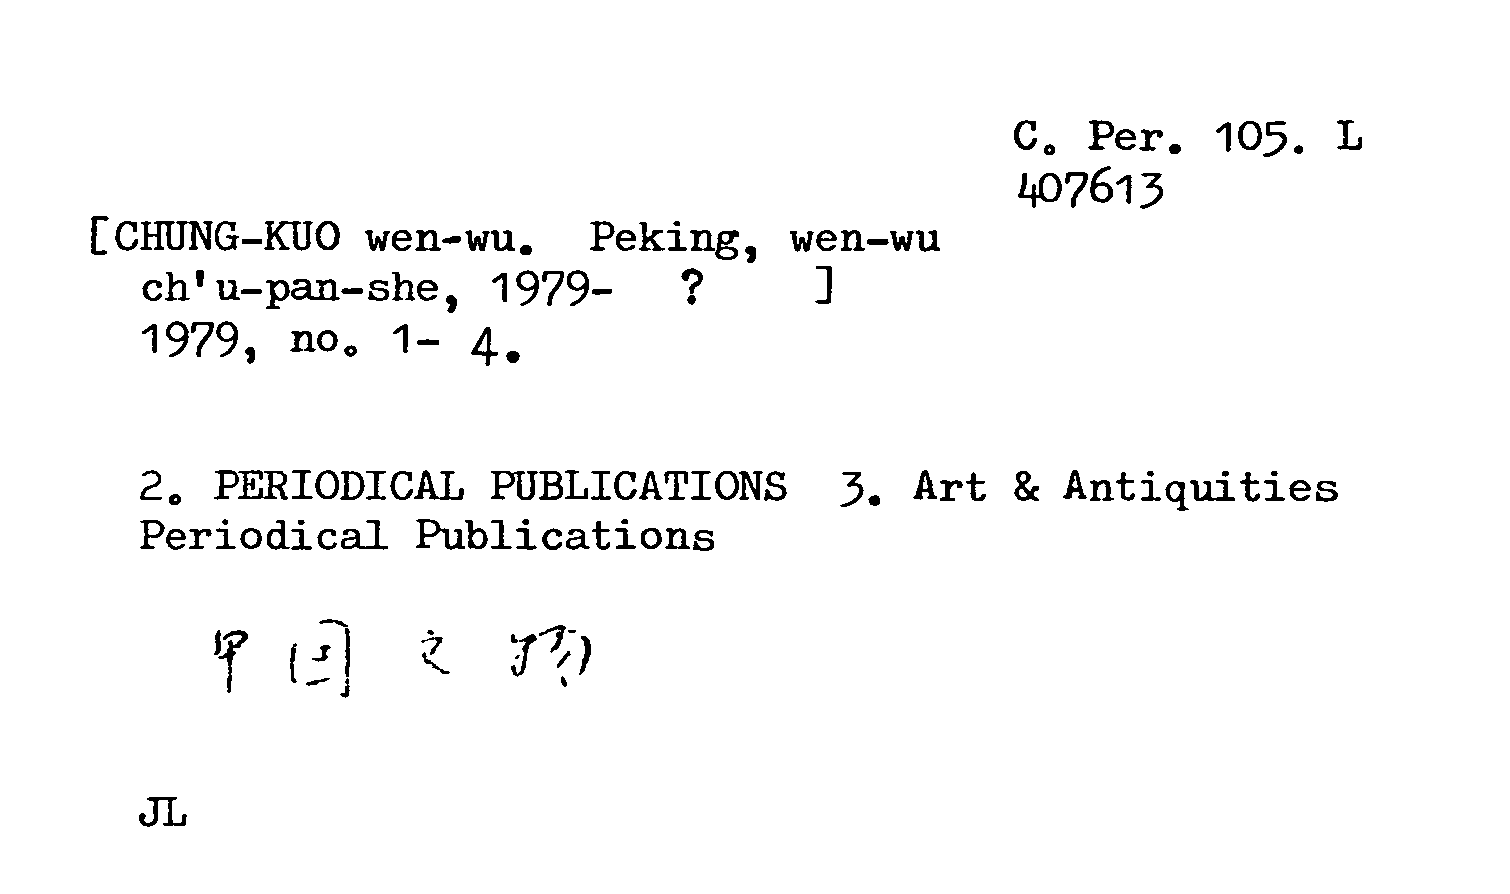 C. Per. 105. L
407613
[CHUNG-KUO wen-wu. Peking, wen-wu
ch'u-pan-she, 1979- ? ]
1979, no. 1- 4.
2. PERIODICAL PUBLICATIONS 3. Art & Antiquities
Periodical Publications
中国文物
JL